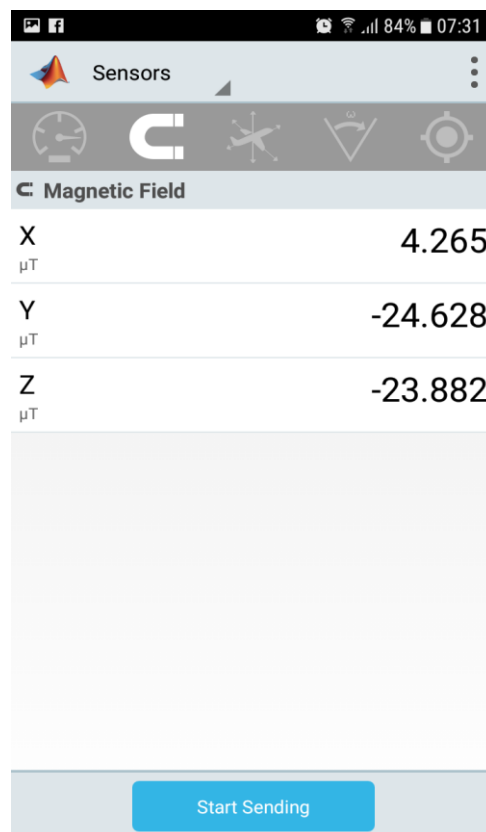 84% 07:31
Sensors
ω
Magnetic Field
X 4.265
µT
Y -24.628
µT
Z -23.882
µT
Start Sending